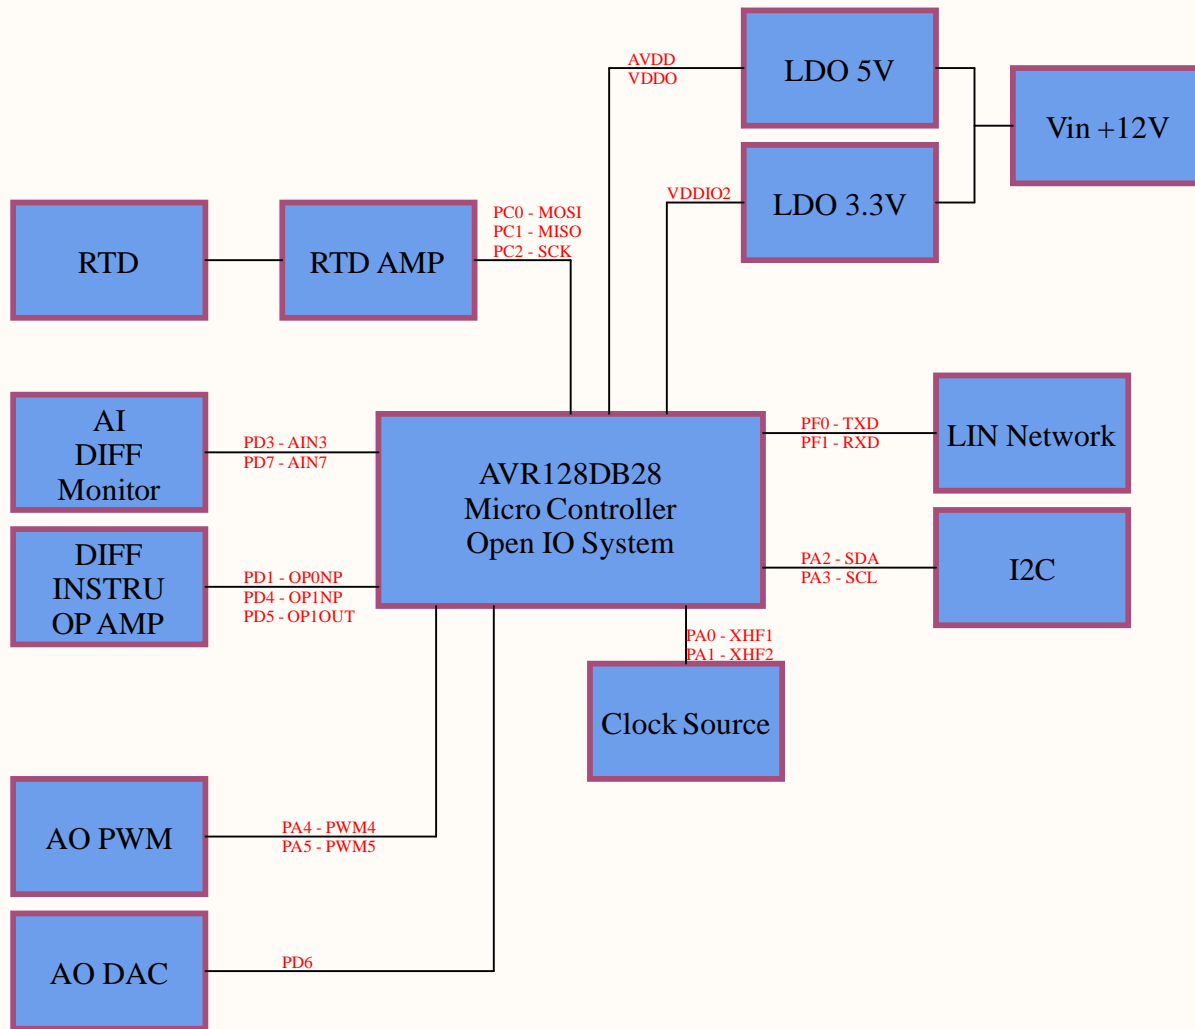 AVDD
VDDO
LDO 5V
Vin +12V
VDDIO2
LDO 3.3V
RTD
RTD AMP
PC0 - MOSI
PC1 - MISO
PC2 - SCK
AI
DIFF
Monitor
PD3 - AIN3
PD7 - AIN7
AVR128DB28
Micro Controller
Open IO System
PF0 - TXD
PF1 - RXD
LIN Network
DIFF
INSTRU
OP AMP
PD1 - OP0NP
PD4 - OP1NP
PD5 - OP1OUT
PA2 - SDA
PA3 - SCL
I2C
PA0 - XHF1
PA1 - XHF2
Clock Source
AO PWM
PA4 - PWM4
PA5 - PWM5
AO DAC
PD6